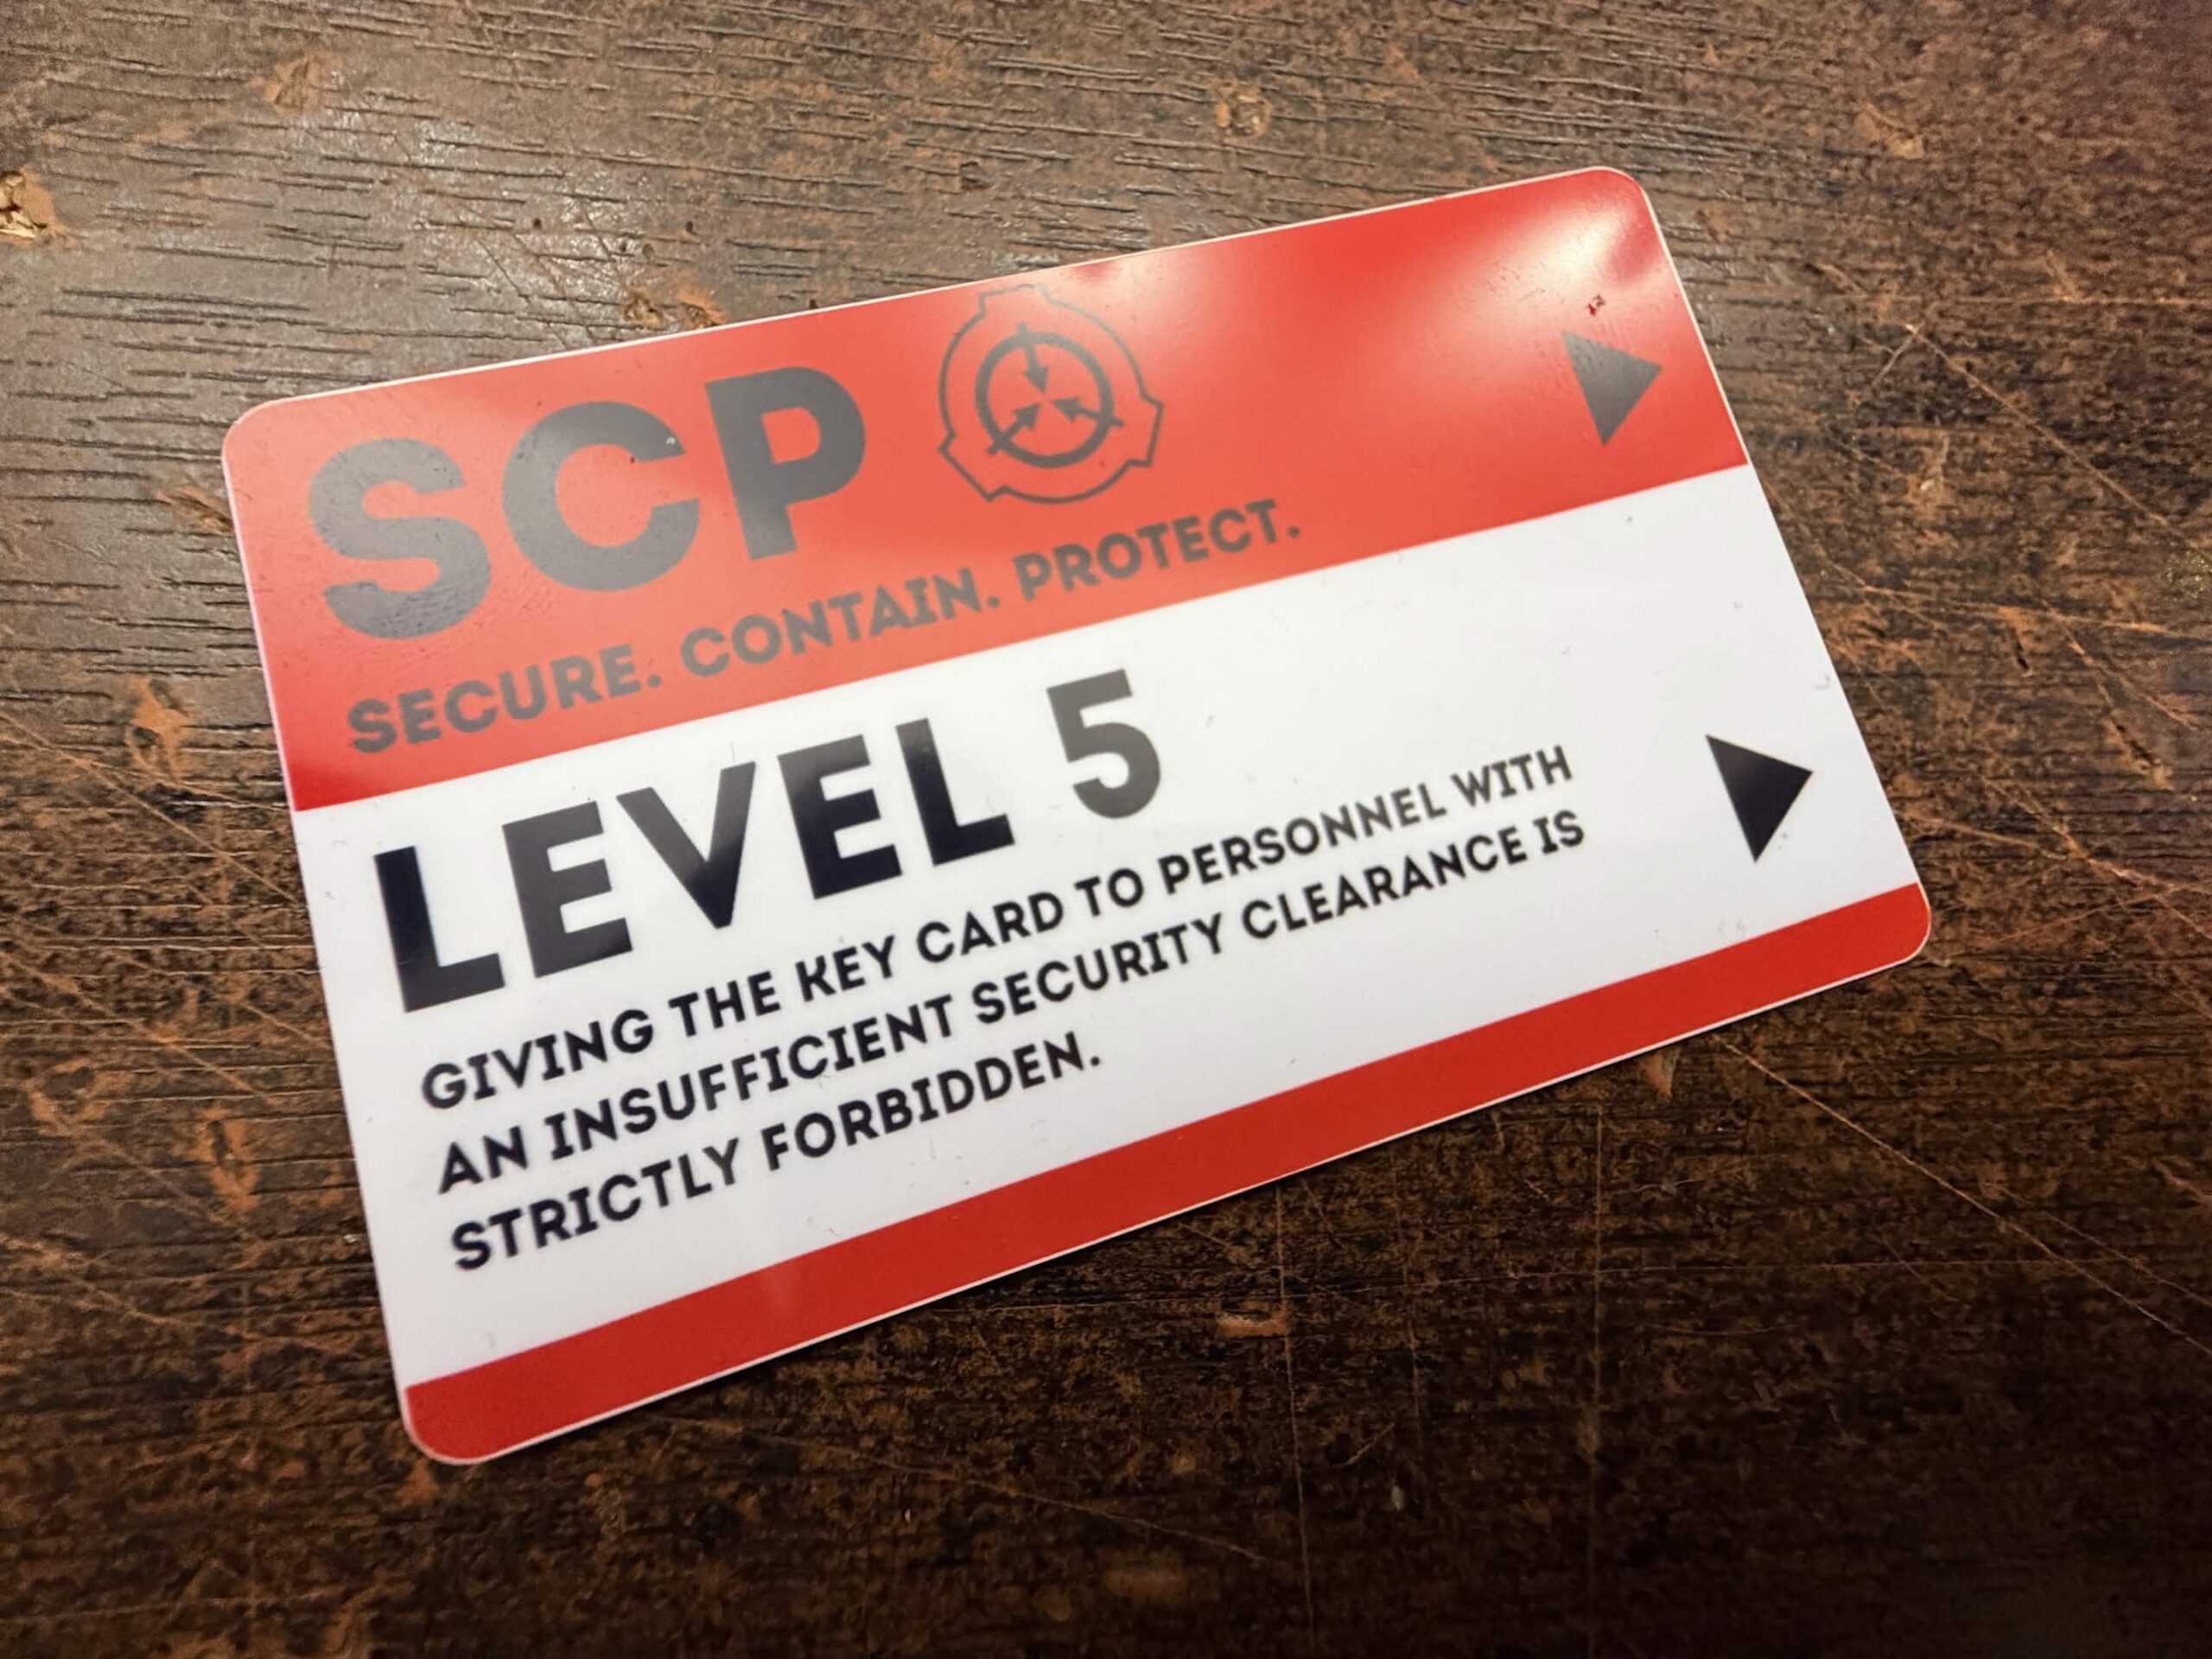 SCP
SECURE. CONTAIN. PROTECT.
LEVEL 5
GIVING THE KEY CARD TO PERSONNEL WITH
AN INSUFFICIENT SECURITY CLEARANCE IS
STRICTLY FORBIDDEN.